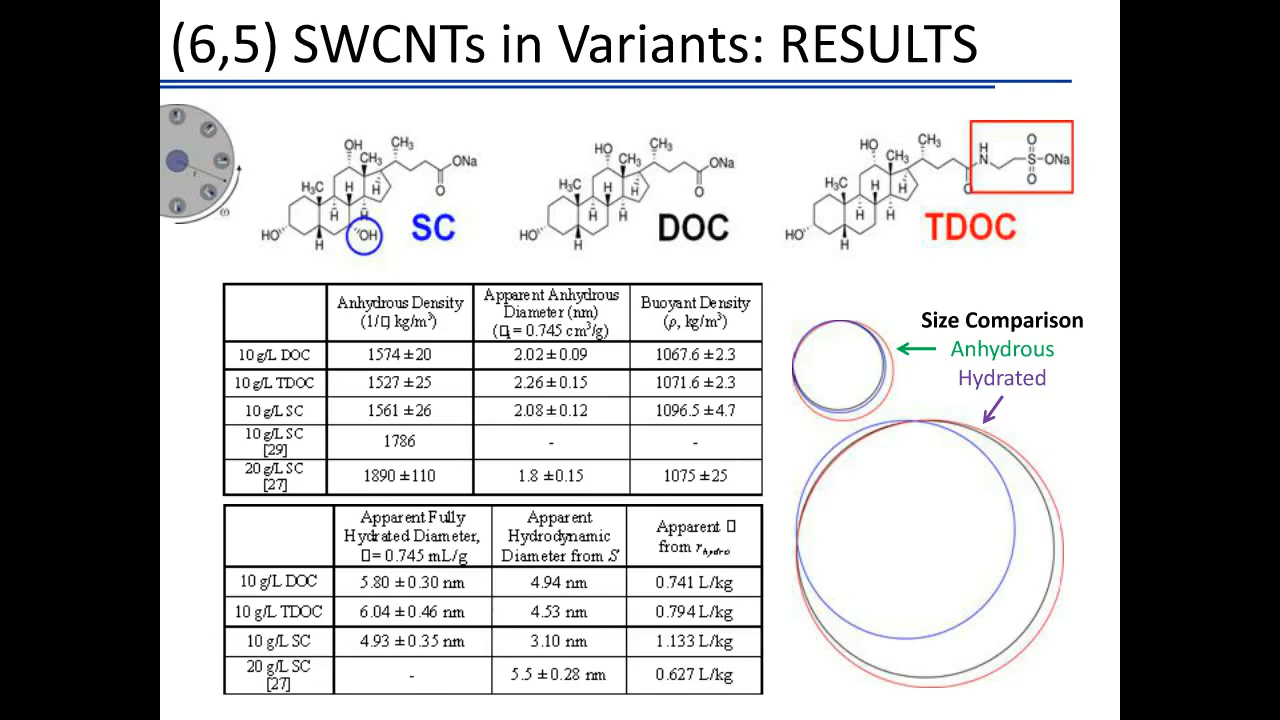 (6,5) SWCNTs in Variants: RESULTS
r
ω
OH
CH₃
CH₃
ONa
O
H₃C
H
H
H
H
H
HO
OH
SC
HO
CH₃
CH₃
ONa
O
H₃C
H
H
H
H
HO
H
DOC
HO
CH₃
CH₃
H
N
O
S
ONa
O
O
H₃C
H
H
H
H
HO
H
TDOC
Anhydrous Density
(1/□ kg/m³)
Apparent Anhydrous
Diameter (nm)
(□₁ = 0.745 cm³/g)
Buoyant Density
(ρ, kg/m³)
10 g/L DOC 1574 ±20 2.02 ±0.09 1067.6 ±2.3
10 g/L TDOC 1527 ±25 2.26 ±0.15 1071.6 ±2.3
10 g/L SC 1561 ±26 2.08 ±0.12 1096.5 ±4.7
10 g/L SC
[29] 1786 - -
20 g/L SC
[27] 1890 ±110 1.8 ±0.15 1075 ±25
Size Comparison
Anhydrous
Hydrated
Apparent Fully
Hydrated Diameter,
□ = 0.745 mL/g
Apparent
Hydrodynamic
Diameter from S
Apparent □
from r_hydro
10 g/L DOC 5.80 ±0.30 nm 4.94 nm 0.741 L/kg
10 g/L TDOC 6.04 ±0.46 nm 4.53 nm 0.794 L/kg
10 g/L SC 4.93 ±0.35 nm 3.10 nm 1.133 L/kg
20 g/L SC
[27] - 5.5 ±0.28 nm 0.627 L/kg